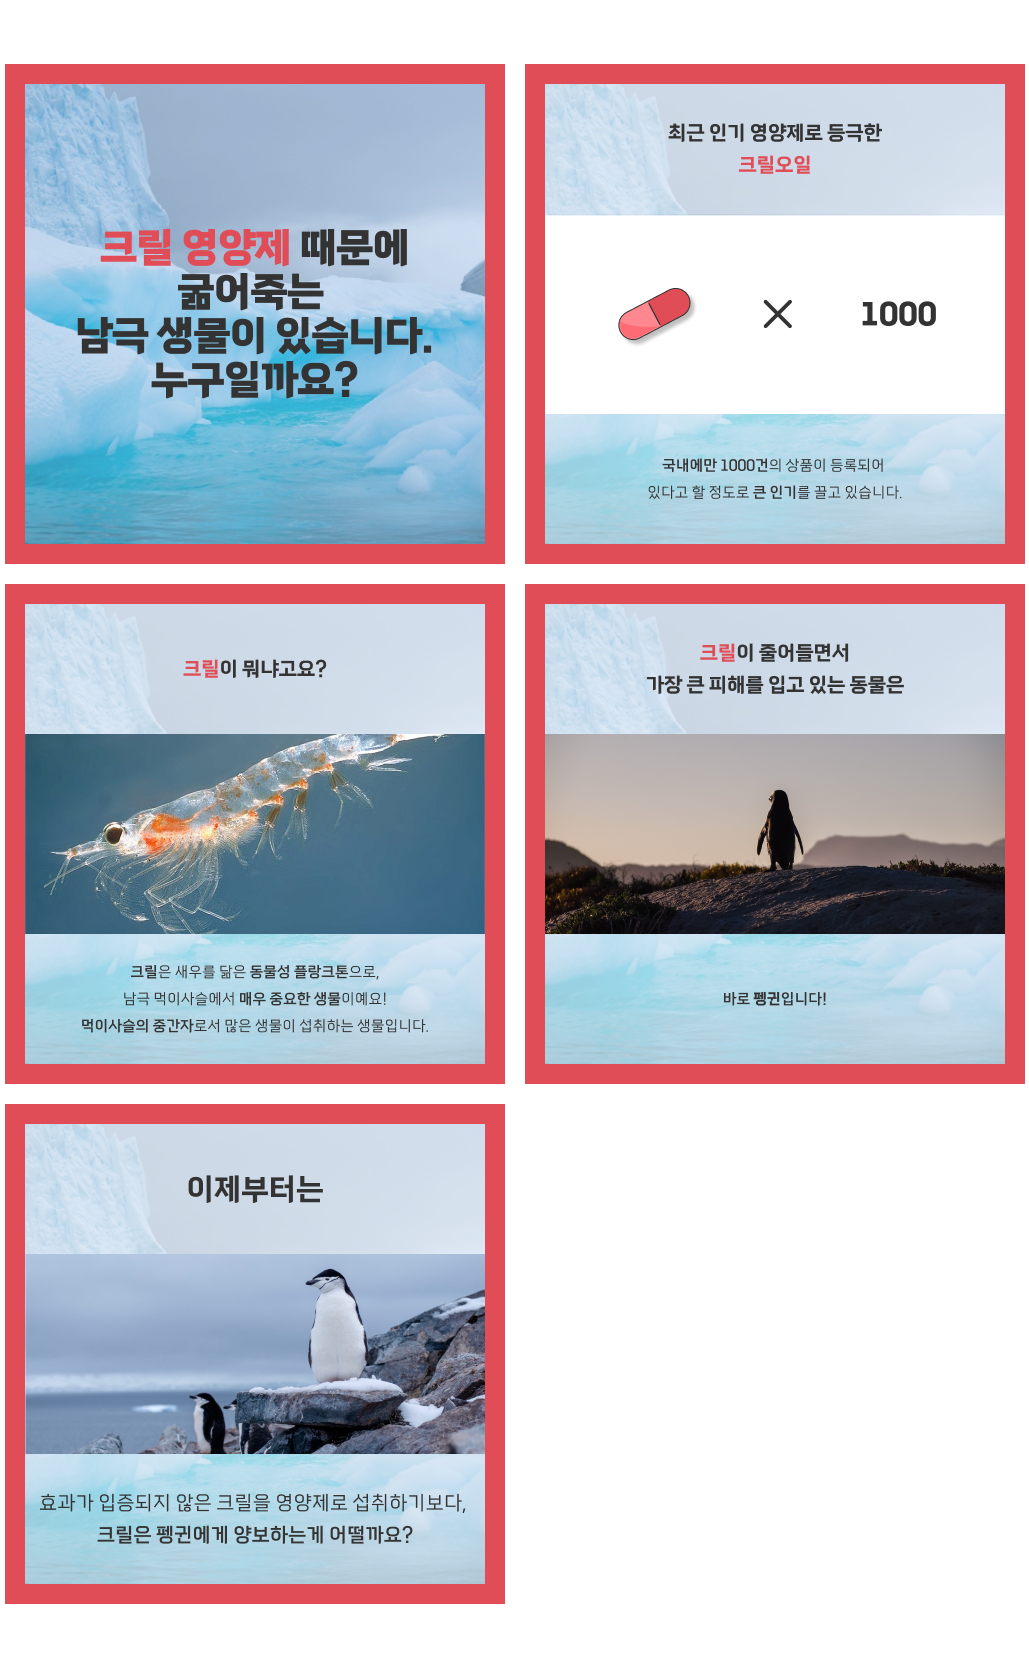 크릴 영양제 때문에
굶어죽는
남극 생물이 있습니다.
누구일까요?
최근 인기 영양제로 등극한
크릴오일
× 1000
국내에만 1000건의 상품이 등록되어
있다고 할 정도로 큰 인기를 끌고 있습니다.
크릴이 뭐냐고요?
크릴은 새우를 닮은 동물성 플랑크톤으로,
남극 먹이사슬에서 매우 중요한 생물이예요!
먹이사슬의 중간자로서 많은 생물이 섭취하는 생물입니다.
크릴이 줄어들면서
가장 큰 피해를 입고 있는 동물은
바로 펭귄입니다!
이제부터는
효과가 입증되지 않은 크릴을 영양제로 섭취하기보다,
크릴은 펭귄에게 양보하는게 어떨까요?